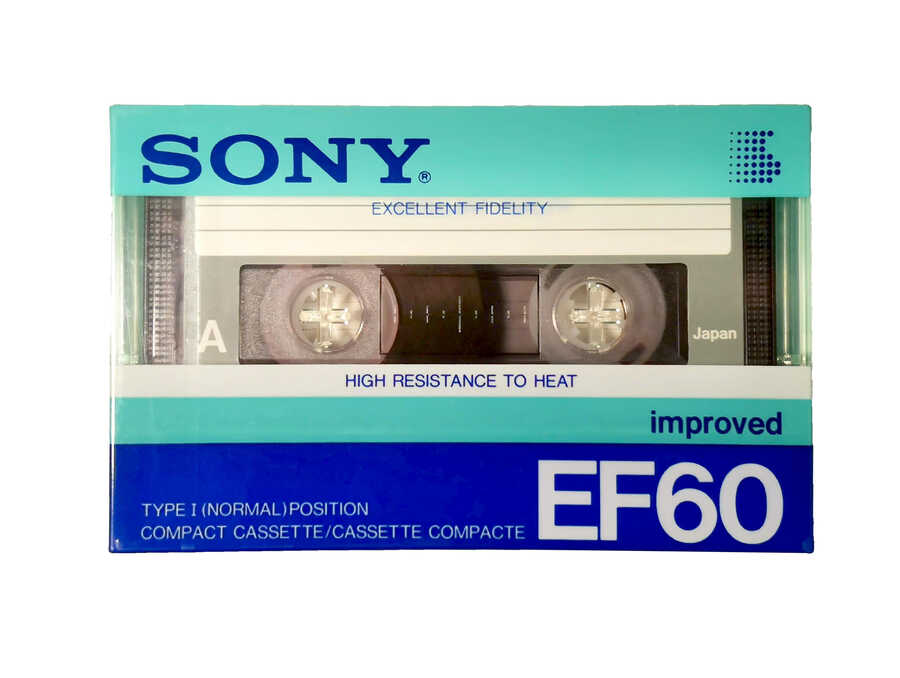 SONY®
EXCELLENT FIDELITY
A
Japan
HIGH RESISTANCE TO HEAT
improved
EF60
TYPE I (NORMAL) POSITION
COMPACT CASSETTE/CASSETTE COMPACTE